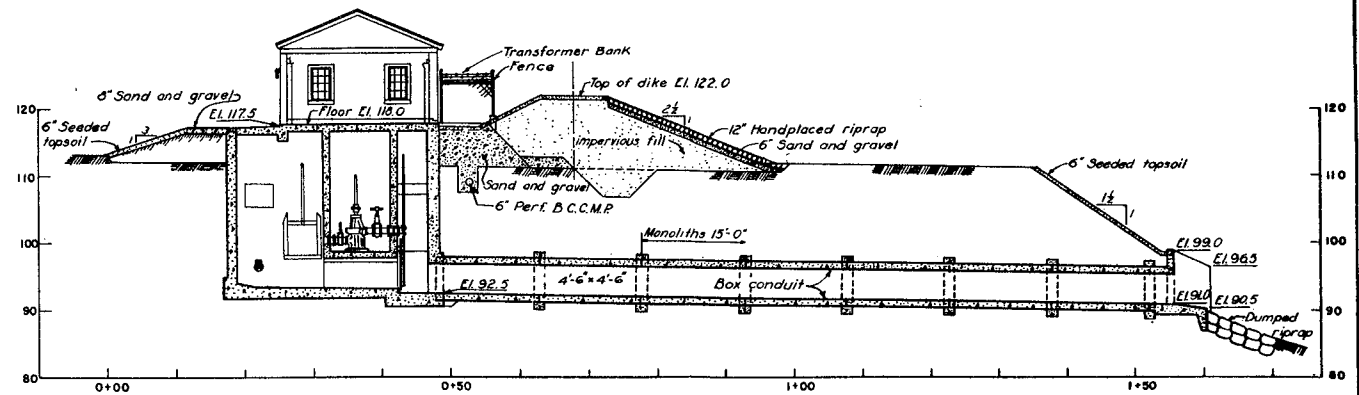 Transformer Bank
Fence
8" Sand and gravel
Top of dike El. 122.0
2½
1
120
El. 117.5
Floor El. 118.0
120
6" Seeded
topsoil
3
1
12" Handplaced riprap
6" Sand and gravel
impervious fill
6" Seeded topsoil
110
Sand and gravel
110
6" Perf. B.C.C.M.P.
1½
1
Monoliths 15'-0"
100
El. 99.0
100
El. 96.5
4'-6" x 4'-6"
Box conduit
El. 92.5
El. 91.0
El. 90.5
90
90
Dumped
riprap
80
0+00
0+50
1+00
1+50
80